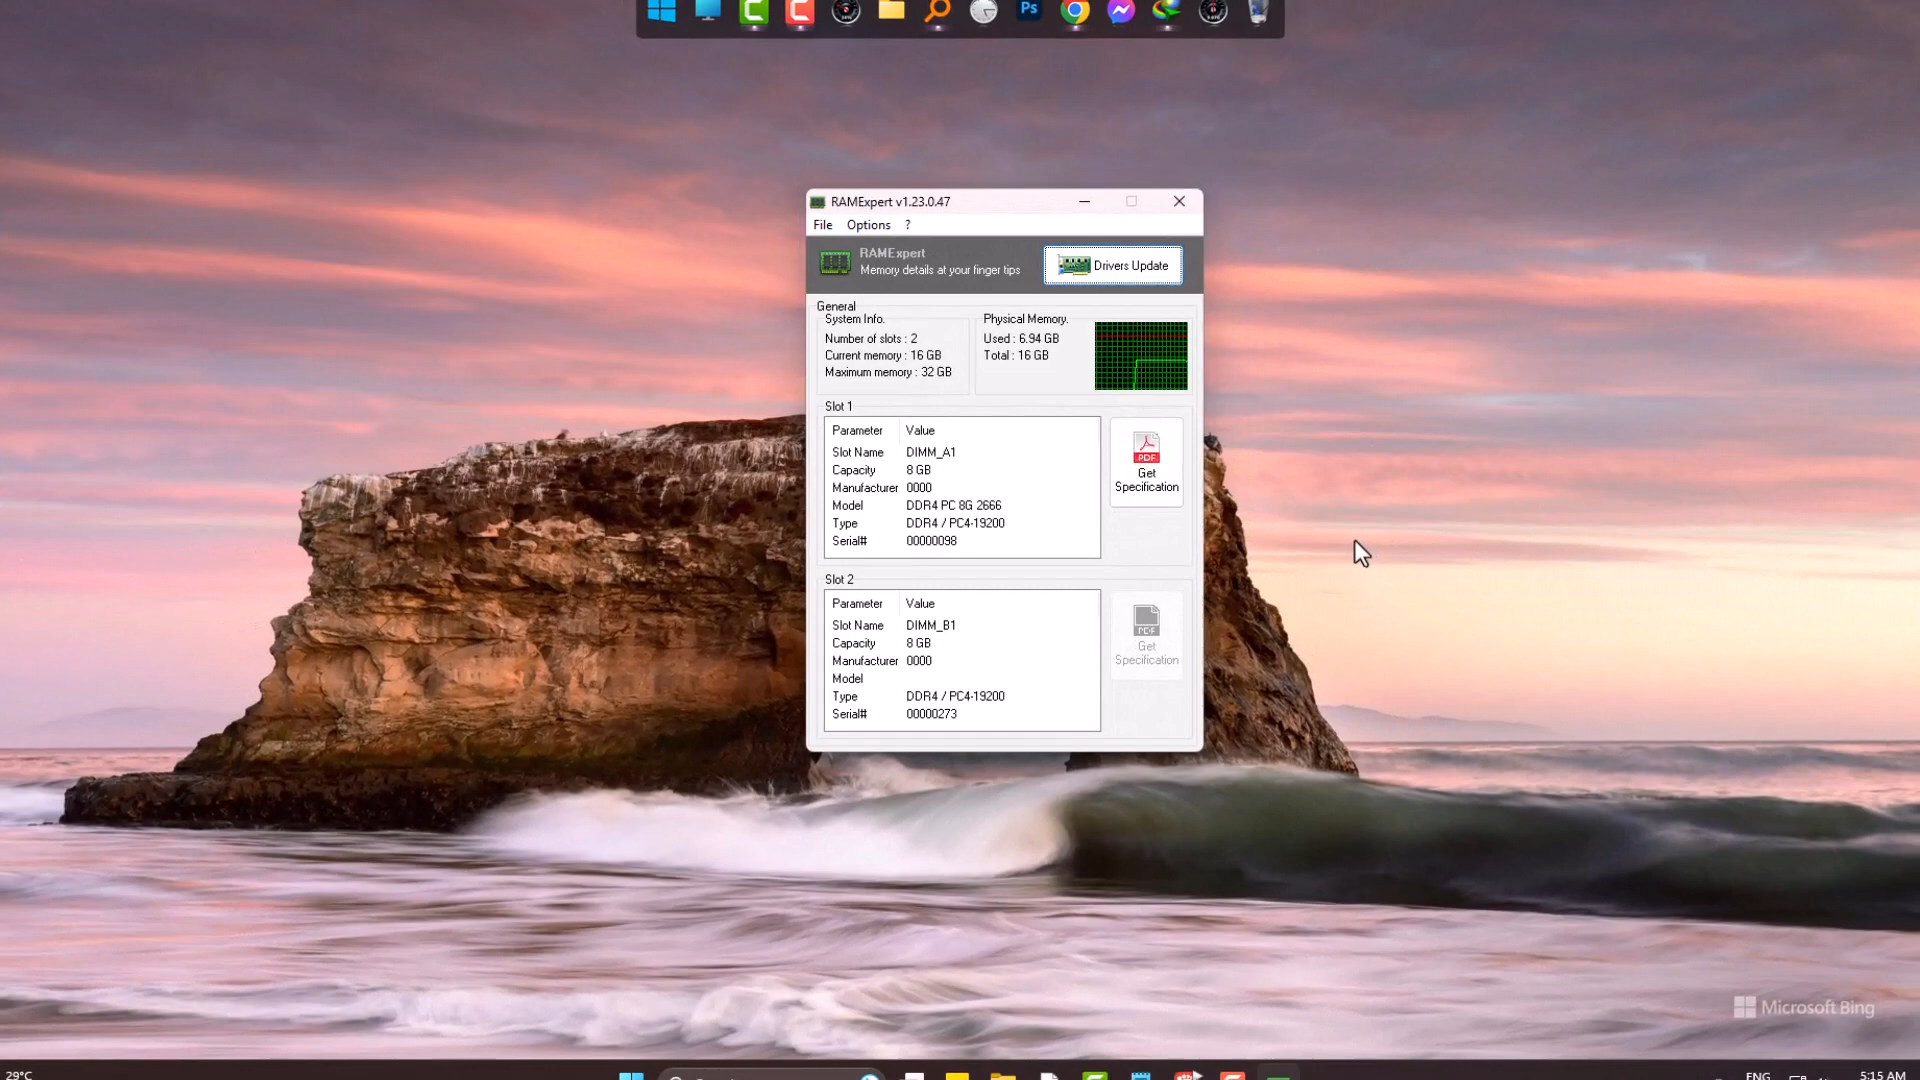 Ps
RAMExpert v1.23.0.47
File Options ?
RAMExpert
Memory details at your finger tips
Drivers Update
General
System Info.
Number of slots : 2
Current memory : 16 GB
Maximum memory : 32 GB
Physical Memory.
Used : 6.94 GB
Total : 16 GB
Slot 1
Parameter Value
Slot Name DIMM_A1
Capacity 8 GB
Manufacturer 0000
Model DDR4 PC 8G 2666
Type DDR4 / PC4-19200
Serial# 00000098
PDF
Get
Specification
Slot 2
Parameter Value
Slot Name DIMM_B1
Capacity 8 GB
Manufacturer 0000
Model
Type DDR4 / PC4-19200
Serial# 00000273
PDF
Get
Specification
Microsoft Bing
29°C
ENG
5:15 AM